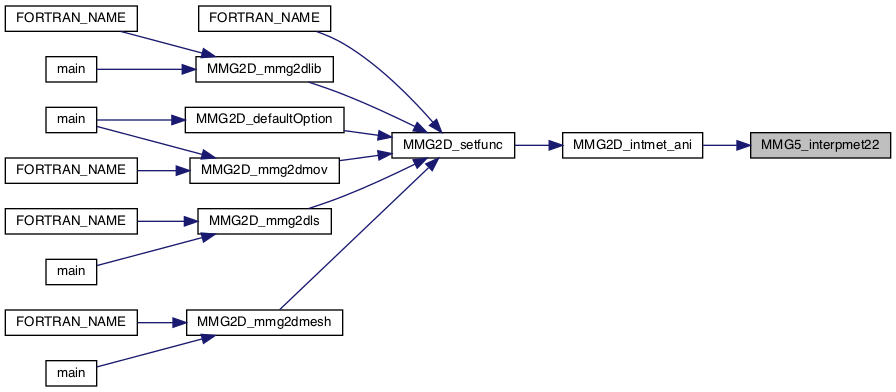 FORTRAN_NAME
FORTRAN_NAME
main
MMG2D_mmg2dlib
main
MMG2D_defaultOption
MMG2D_setfunc
MMG2D_intmet_ani
MMG5_interpmet22
FORTRAN_NAME
MMG2D_mmg2dmov
FORTRAN_NAME
MMG2D_mmg2dls
main
FORTRAN_NAME
MMG2D_mmg2dmesh
main